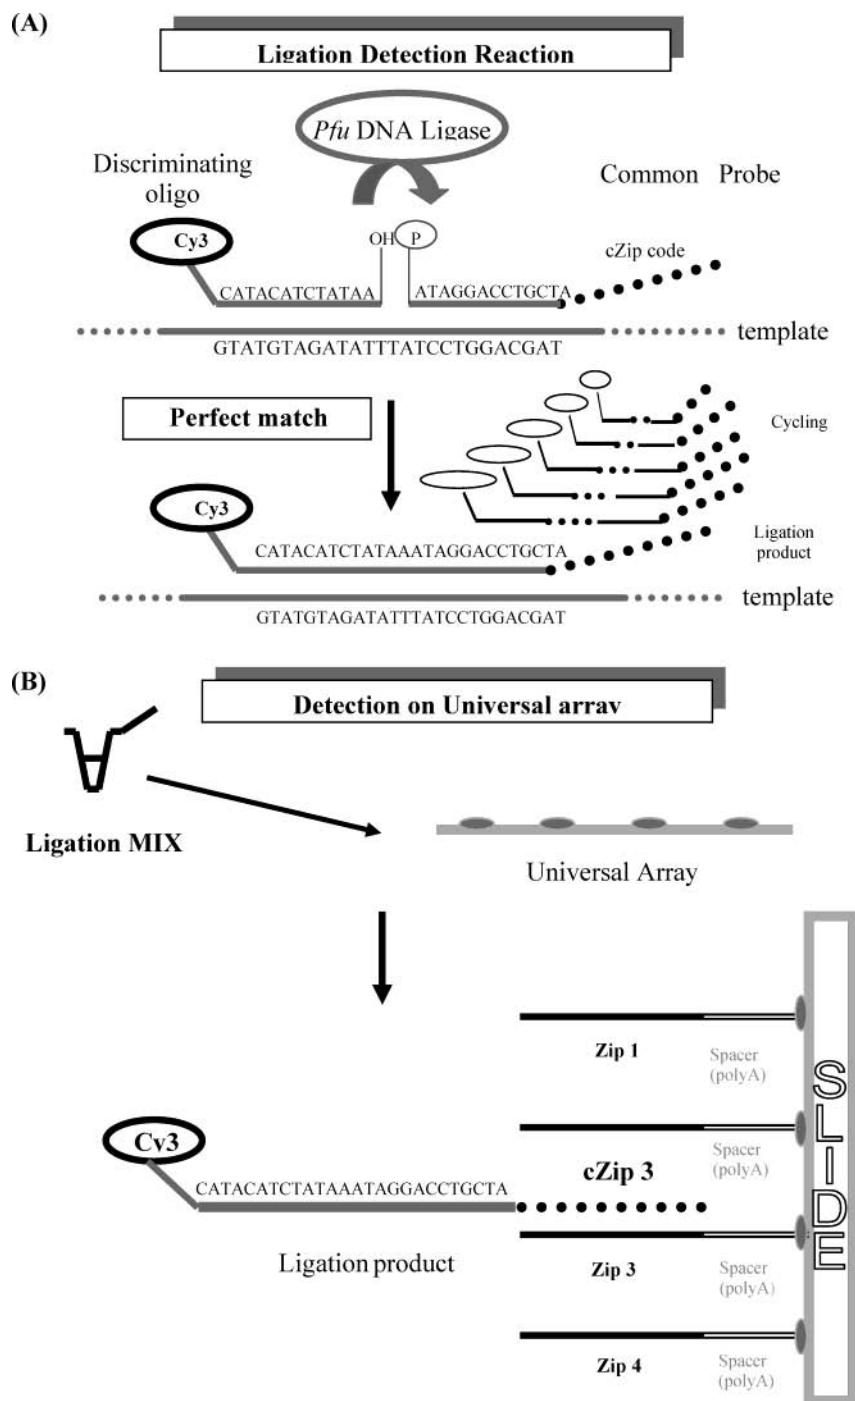 (A)
Ligation Detection Reaction
Pfu DNA Ligase
Discriminating
oligo
Common Probe
Cy3
OH
P
cZip code
CATACATCTATAA
ATAGGACCTGCTA
template
GTATGTAGATATTTATCCTGGACGAT
Perfect match
Cycling
Cy3
CATACATCTATAAATAGGACCTGCTA
Ligation
product
template
GTATGTAGATATTTATCCTGGACGAT
(B)
Detection on Universal array
Ligation MIX
Universal Array
Zip 1
Spacer
(polyA)
Cy3
cZip 3
Spacer
(polyA)
CATACATCTATAAATAGGACCTGCTA
Ligation product
Zip 3
Spacer
(polyA)
Zip 4
Spacer
(polyA)
SLIDE